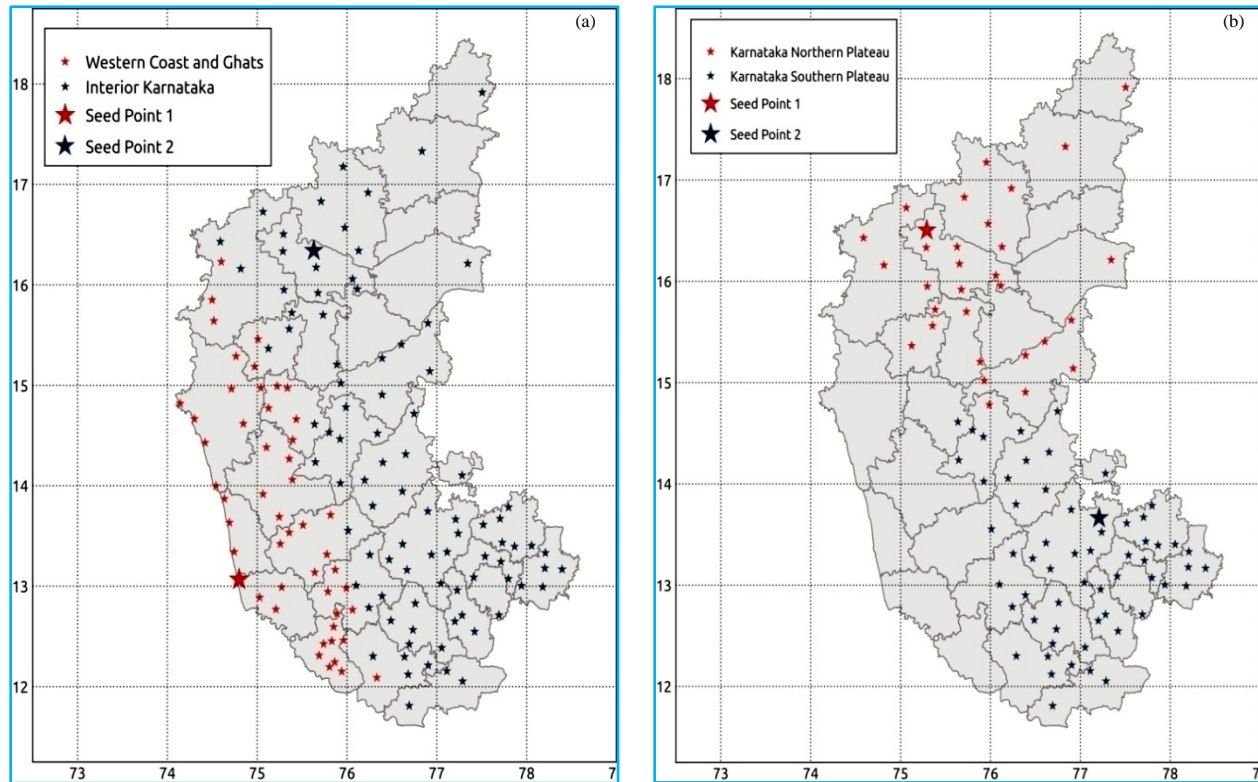 (a)
Western Coast and Ghats
Interior Karnataka
Seed Point 1
Seed Point 2
18
17
16
15
14
13
12
73 74 75 76 77 78 7
(b)
Karnataka Northern Plateau
Karnataka Southern Plateau
Seed Point 1
Seed Point 2
18
17
16
15
14
13
12
73 74 75 76 77 78